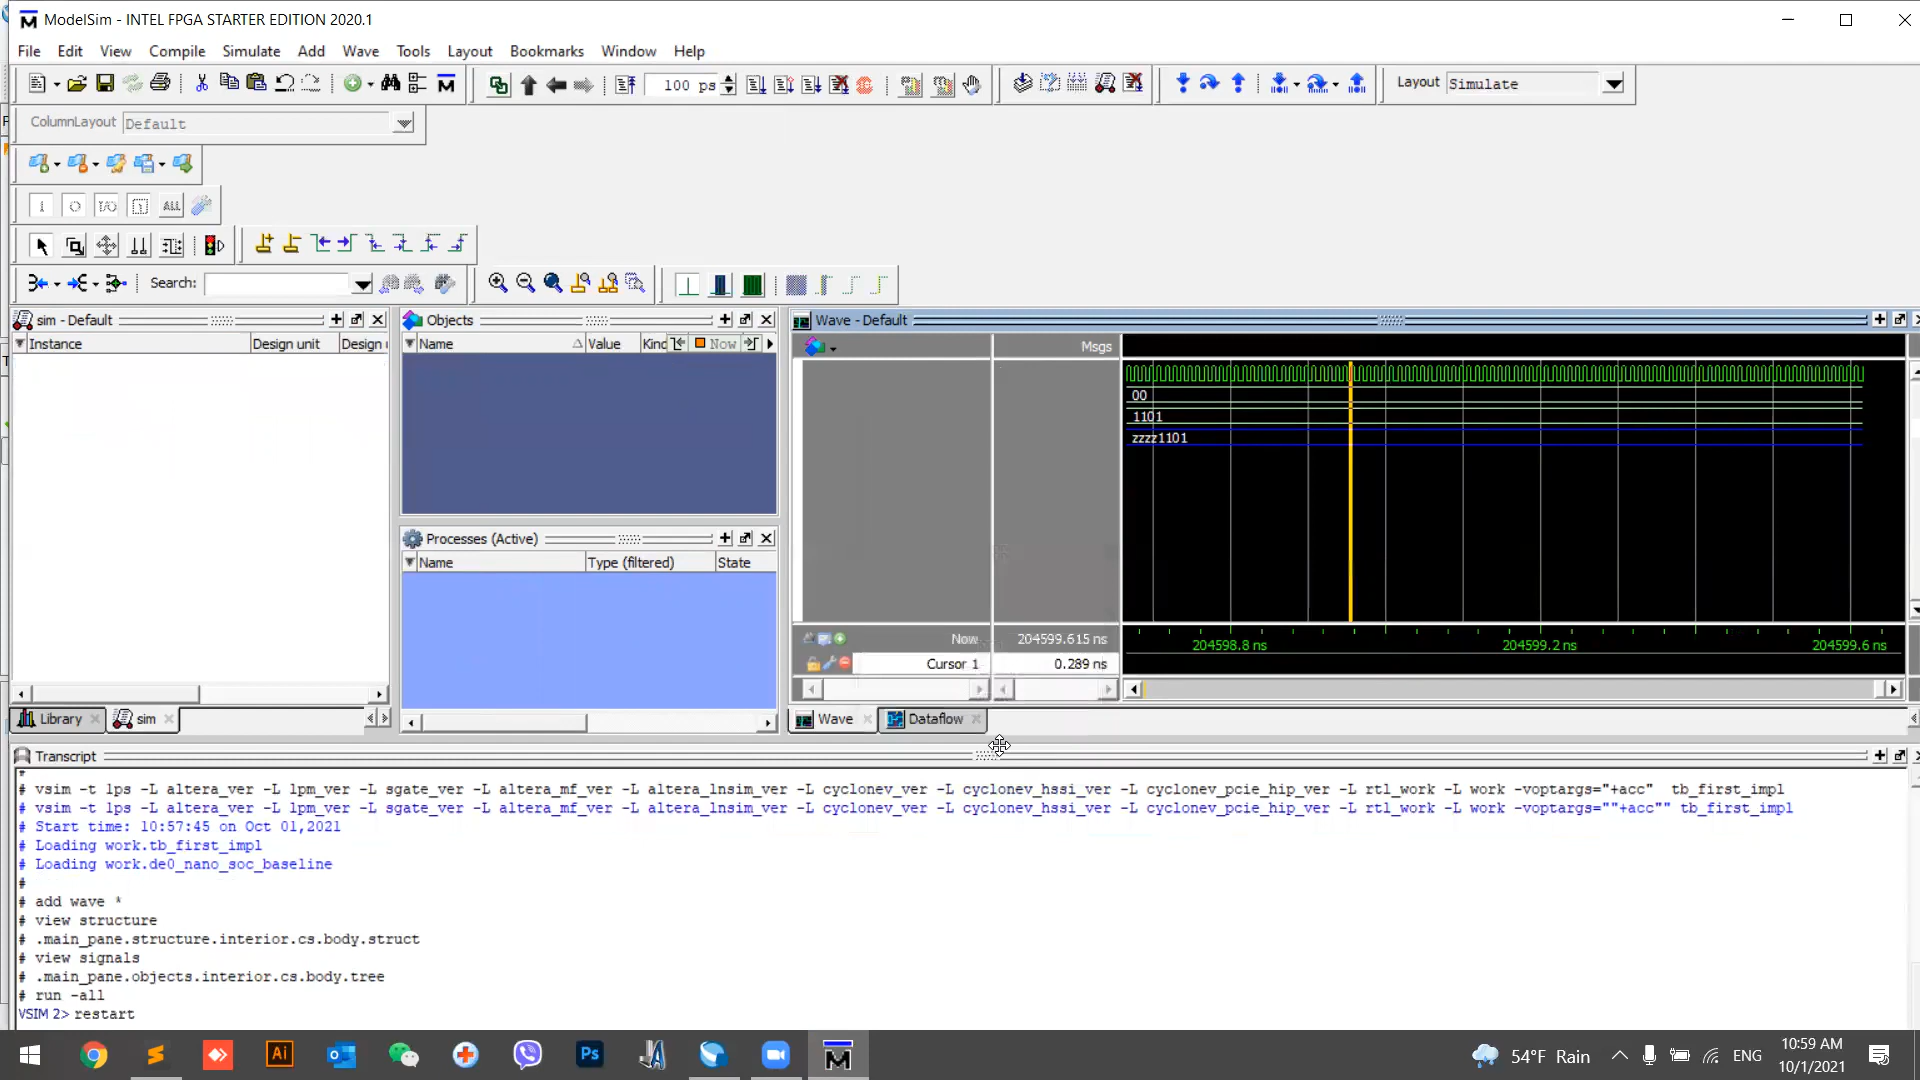 ModelSim - INTEL FPGA STARTER EDITION 2020.1
File Edit View Compile Simulate Add Wave Tools Layout Bookmarks Window Help
100 ps
Layout Simulate
ColumnLayout Default
ALL
Search:
sim - Default
Instance Design unit Design
Objects
Name Value Kind Now
Processes (Active)
Name Type (filtered) State
Wave - Default
Msgs
00
1101
zzzz1101
Now 204599.615 ns
Cursor 1 0.289 ns
204598.8 ns 204599.2 ns 204599.6 ns
Library sim
Wave Dataflow
Transcript
# vsim -t 1ps -L altera_ver -L lpm_ver -L sgate_ver -L altera_mf_ver -L altera_lnsim_ver -L cyclonev_ver -L cyclonev_hssi_ver -L cyclonev_pcie_hip_ver -L rtl_work -L work -voptargs="+acc" tb_first_impl
# vsim -t 1ps -L altera_ver -L lpm_ver -L sgate_ver -L altera_mf_ver -L altera_lnsim_ver -L cyclonev_ver -L cyclonev_hssi_ver -L cyclonev_pcie_hip_ver -L rtl_work -L work -voptargs=""+acc"" tb_first_impl
# Start time: 10:57:45 on Oct 01,2021
# Loading work.tb_first_impl
# Loading work.de0_nano_soc_baseline
#
# add wave *
# view structure
# .main_pane.structure.interior.cs.body.struct
# view signals
# .main_pane.objects.interior.cs.body.tree
# run -all
VSIM 2> restart
54°F Rain ENG
10:59 AM
10/1/2021